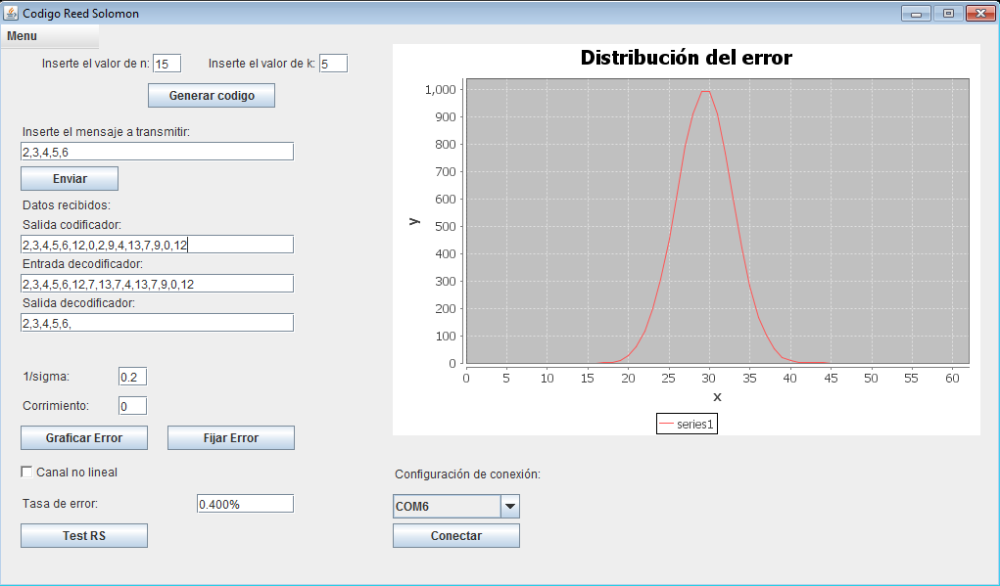 Codigo Reed Solomon
Menu
Inserte el valor de n: 15 Inserte el valor de k: 5
Generar codigo
Inserte el mensaje a transmitir:
2,3,4,5,6
Enviar
Datos recibidos:
Salida codificador:
2,3,4,5,6,12,0,2,9,4,13,7,9,0,12
Entrada decodificador:
2,3,4,5,6,12,7,13,7,4,13,7,9,0,12
Salida decodificador:
2,3,4,5,6,
1/sigma: 0.2
Corrimiento: 0
Graficar Error Fijar Error
Canal no lineal
Tasa de error: 0.400%
Test RS
Distribución del error
1,000
900
800
700
600
500
400
300
200
100
0
y
0 5 10 15 20 25 30 35 40 45 50 55 60
x
series1
Configuración de conexión:
COM6
Conectar